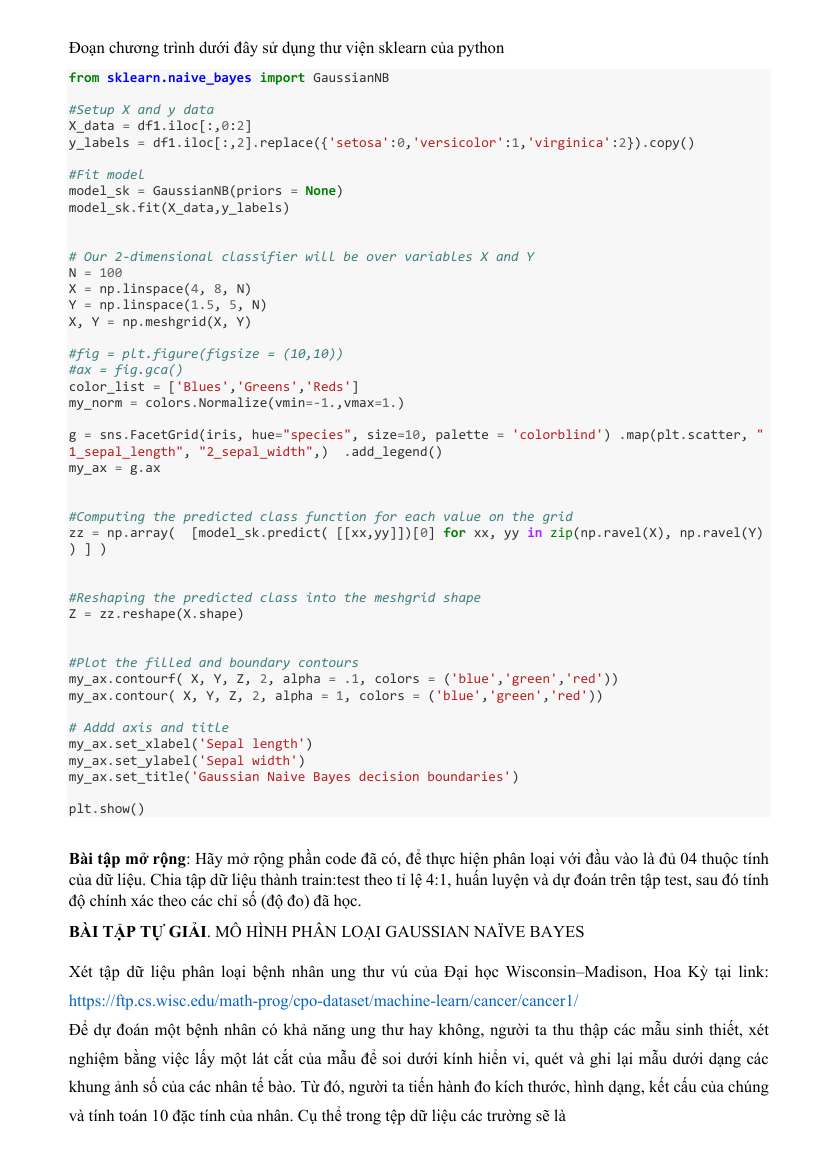 Đoạn chương trình dưới đây sử dụng thư viện sklearn của python
from sklearn.naive_bayes import GaussianNB
#Setup X and y data
X_data = df1.iloc[:,0:2]
y_labels = df1.iloc[:,2].replace({'setosa':0,'versicolor':1,'virginica':2}).copy()
#Fit model
model_sk = GaussianNB(priors = None)
model_sk.fit(X_data,y_labels)
# Our 2-dimensional classifier will be over variables X and Y
N = 100
X = np.linspace(4, 8, N)
Y = np.linspace(1.5, 5, N)
X, Y = np.meshgrid(X, Y)
#fig = plt.figure(figsize = (10,10))
#ax = fig.gca()
color_list = ['Blues','Greens','Reds']
my_norm = colors.Normalize(vmin=-1.,vmax=1.)
g = sns.FacetGrid(iris, hue="species", size=10, palette = 'colorblind') .map(plt.scatter, "
1_sepal_length", "2_sepal_width",)  .add_legend()
my_ax = g.ax
#Computing the predicted class function for each value on the grid
zz = np.array(  [model_sk.predict( [[xx,yy]])[0] for xx, yy in zip(np.ravel(X), np.ravel(Y)
) ] )
#Reshaping the predicted class into the meshgrid shape
Z = zz.reshape(X.shape)
#Plot the filled and boundary contours
my_ax.contourf( X, Y, Z, 2, alpha = .1, colors = ('blue','green','red'))
my_ax.contour( X, Y, Z, 2, alpha = 1, colors = ('blue','green','red'))
# Addd axis and title
my_ax.set_xlabel('Sepal length')
my_ax.set_ylabel('Sepal width')
my_ax.set_title('Gaussian Naive Bayes decision boundaries')
plt.show()
Bài tập mở rộng: Hãy mở rộng phần code đã có, để thực hiện phân loại với đầu vào là đủ 04 thuộc tính
của dữ liệu. Chia tập dữ liệu thành train:test theo tỉ lệ 4:1, huấn luyện và dự đoán trên tập test, sau đó tính
độ chính xác theo các chỉ số (độ đo) đã học.
BÀI TẬP TỰ GIẢI. MÔ HÌNH PHÂN LOẠI GAUSSIAN NAÏVE BAYES
Xét tập dữ liệu phân loại bệnh nhân ung thư vú của Đại học Wisconsin–Madison, Hoa Kỳ tại link:
https://ftp.cs.wisc.edu/math-prog/cpo-dataset/machine-learn/cancer/cancer1/
Để dự đoán một bệnh nhân có khả năng ung thư hay không, người ta thu thập các mẫu sinh thiết, xét
nghiệm bằng việc lấy một lát cắt của mẫu để soi dưới kính hiển vi, quét và ghi lại mẫu dưới dạng các
khung ảnh số của các nhân tế bào. Từ đó, người ta tiến hành đo kích thước, hình dạng, kết cấu của chúng
và tính toán 10 đặc tính của nhân. Cụ thể trong tệp dữ liệu các trường sẽ là